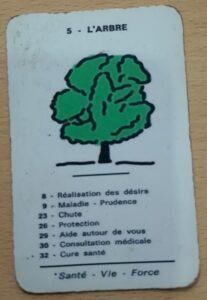 5 - L'ARBRE
8 - Réalisation des désirs
9 - Maladie - Prudence
23 - Chute
26 - Protection
29 - Aide autour de vous
30 - Consultation médicale
32 - Cure santé
Santé - Vie - Force